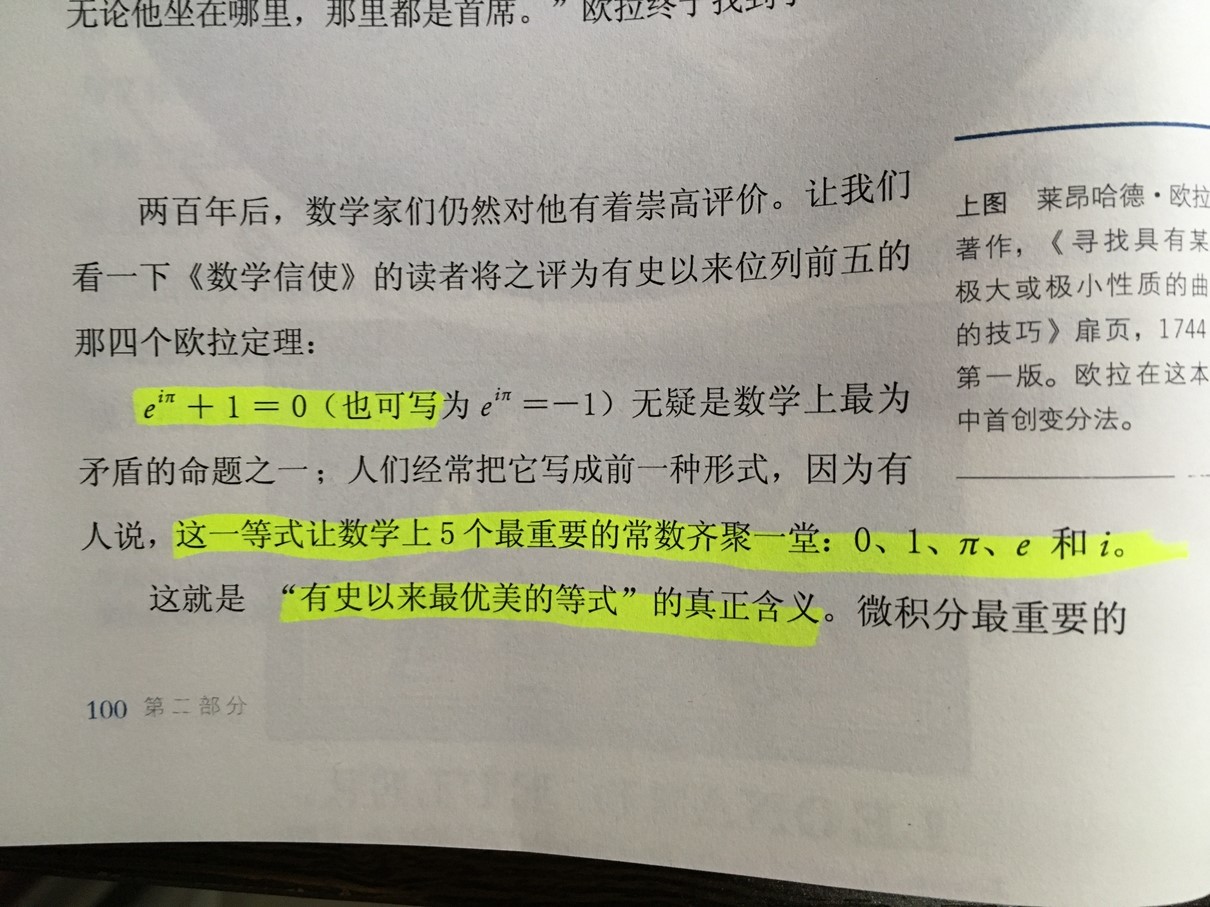 无论他坐在哪里，那里都是首席。”欧拉终于找到了
两百年后，数学家们仍然对他有着崇高评价。让我们
看一下《数学信使》的读者将之评为有史以来位列前五的
那四个欧拉定理：
e^{iπ} + 1 = 0（也可写为 e^{iπ} =−1）无疑是数学上最为
矛盾的命题之一；人们经常把它写成前一种形式，因为有
人说，这一等式让数学上5个最重要的常数齐聚一堂：0、1、π、e 和 i。
这就是 “有史以来最优美的等式”的真正含义。微积分最重要的
100 第二部分
上图 莱昂哈德·欧拉
著作，《寻找具有某
极大或极小性质的曲
的技巧》扉页，1744
第一版。欧拉在这本
中首创变分法。